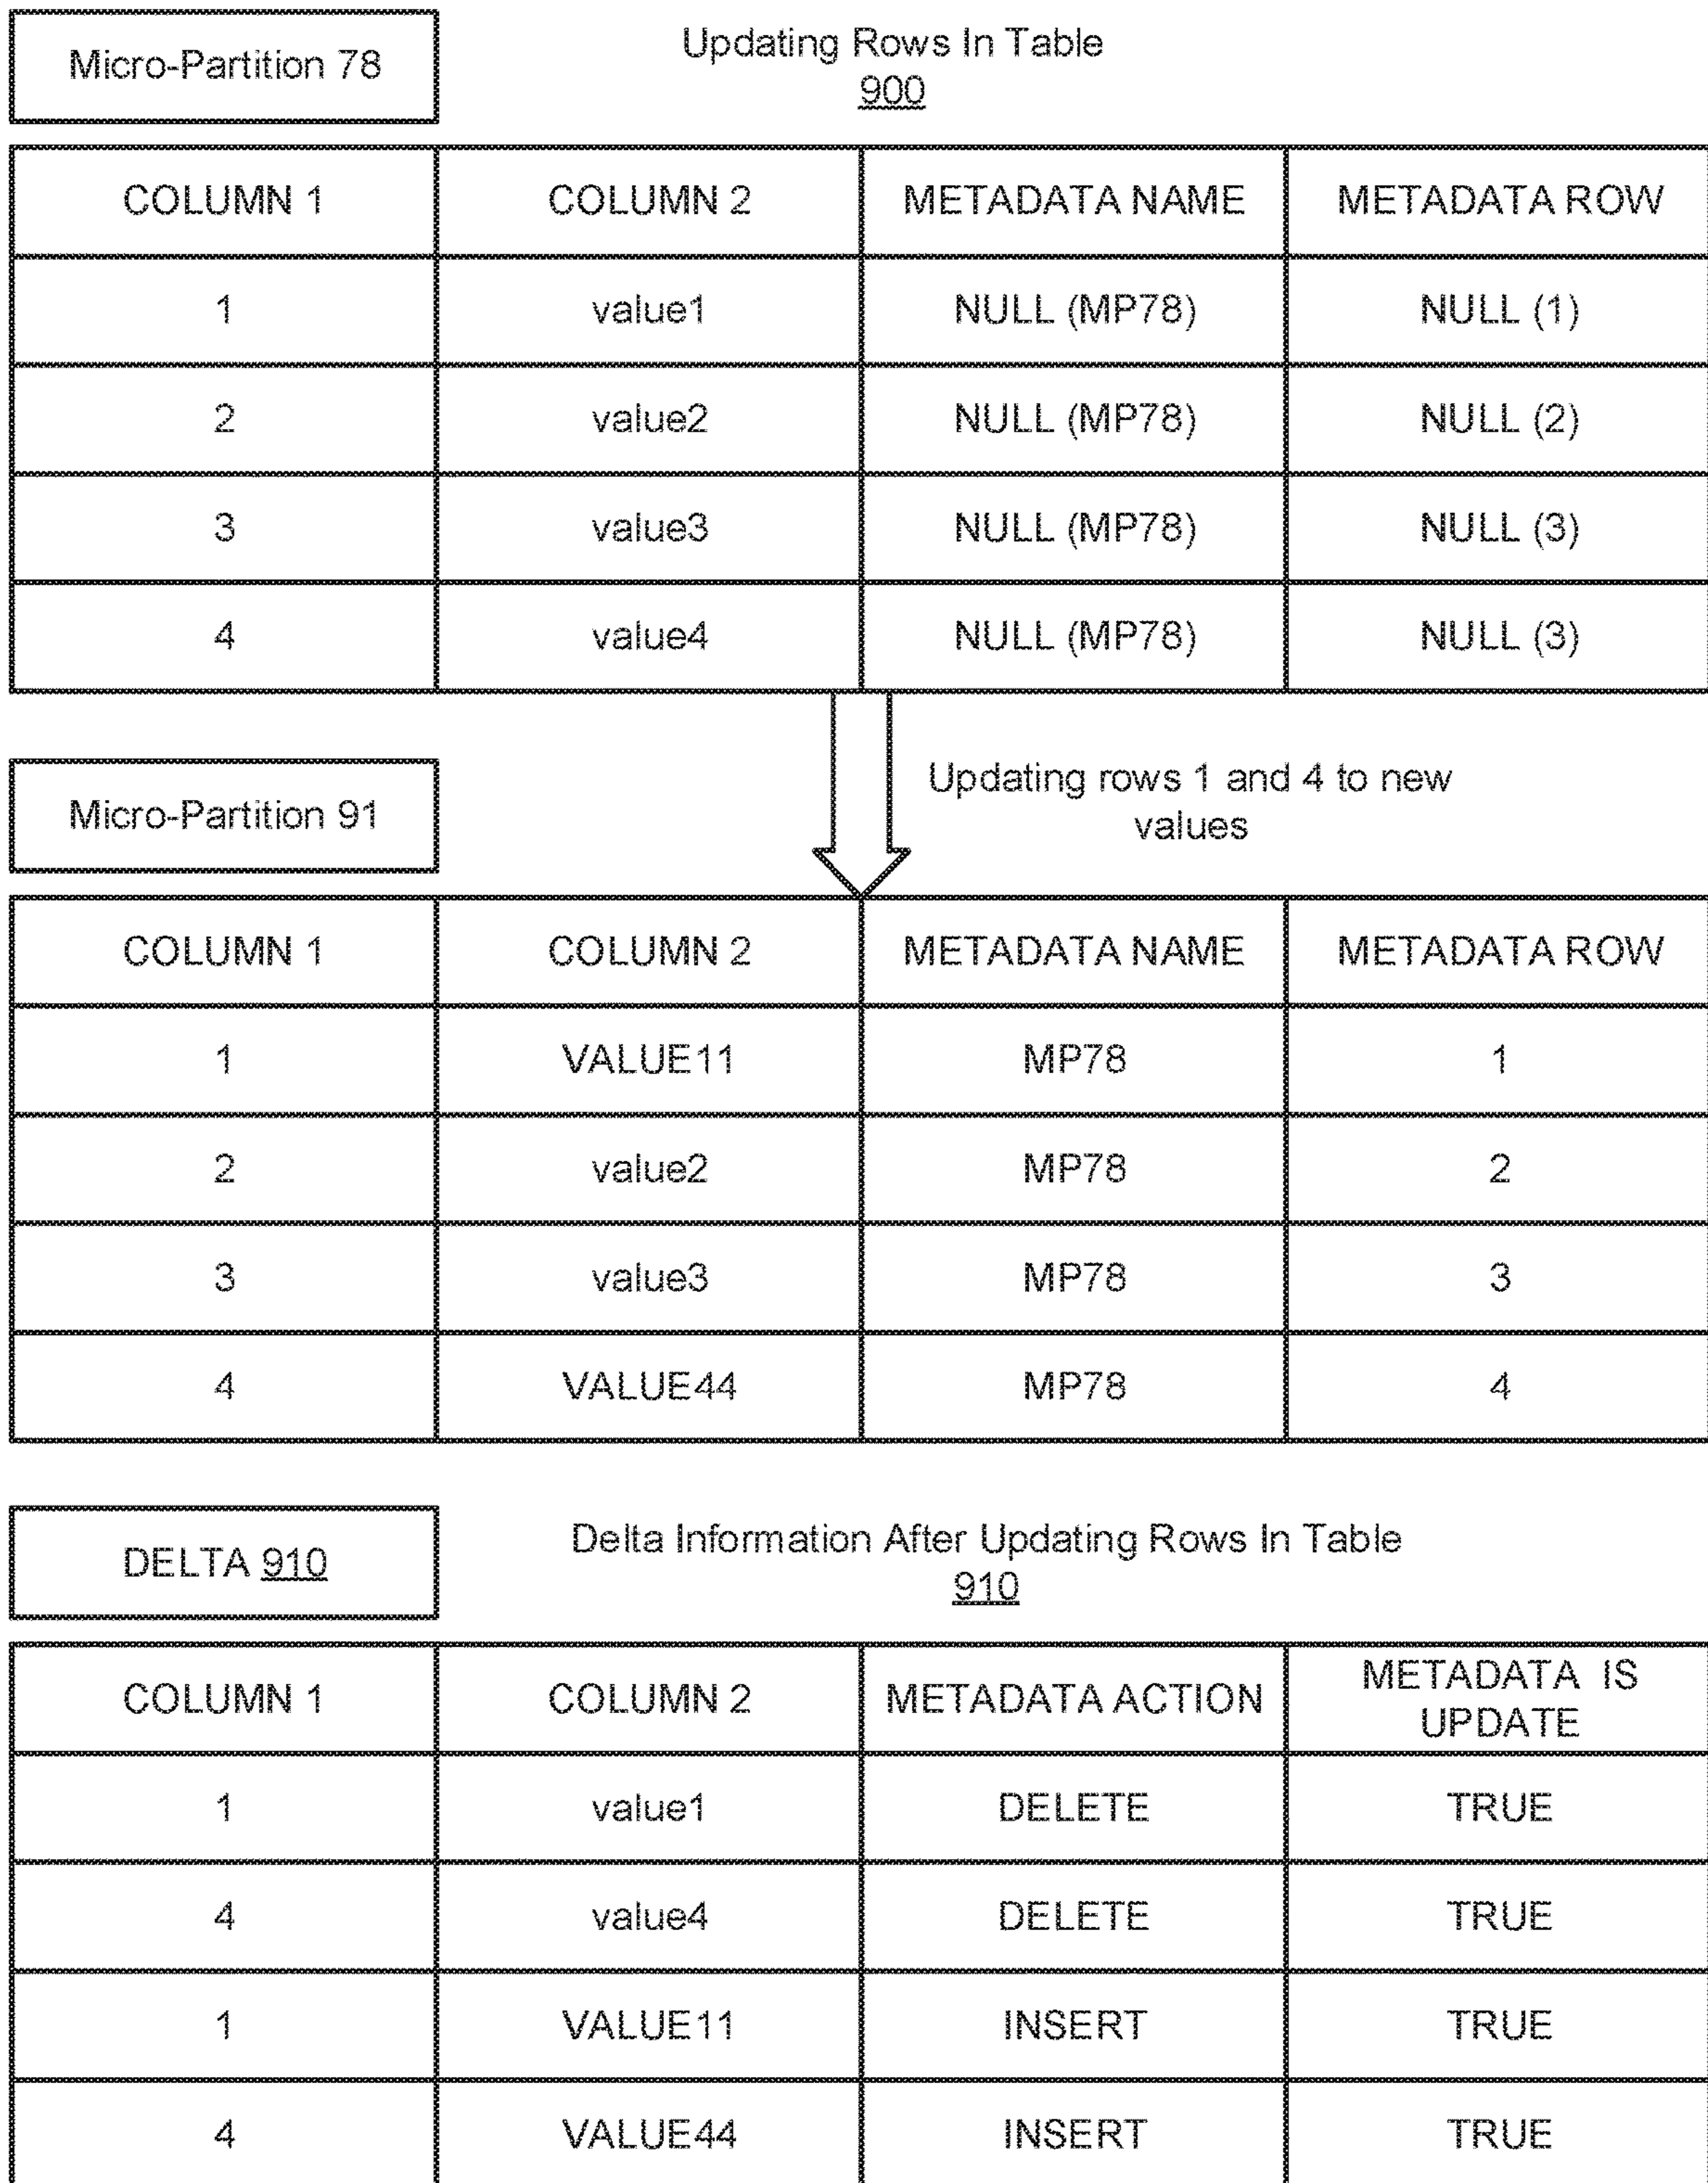 Micro-Partition 78
Updating Rows In Table
900
COLUMN 1 COLUMN 2 METADATA NAME METADATA ROW
1 value1 NULL (MP78) NULL (1)
2 value2 NULL (MP78) NULL (2)
3 value3 NULL (MP78) NULL (3)
4 value4 NULL (MP78) NULL (3)
Micro-Partition 91
Updating rows 1 and 4 to new
values
COLUMN 1 COLUMN 2 METADATA NAME METADATA ROW
1 VALUE11 MP78 1
2 value2 MP78 2
3 value3 MP78 3
4 VALUE44 MP78 4
DELTA 910
Delta Information After Updating Rows In Table
910
COLUMN 1 COLUMN 2 METADATA ACTION METADATA IS
UPDATE
1 value1 DELETE TRUE
4 value4 DELETE TRUE
1 VALUE11 INSERT TRUE
4 VALUE44 INSERT TRUE